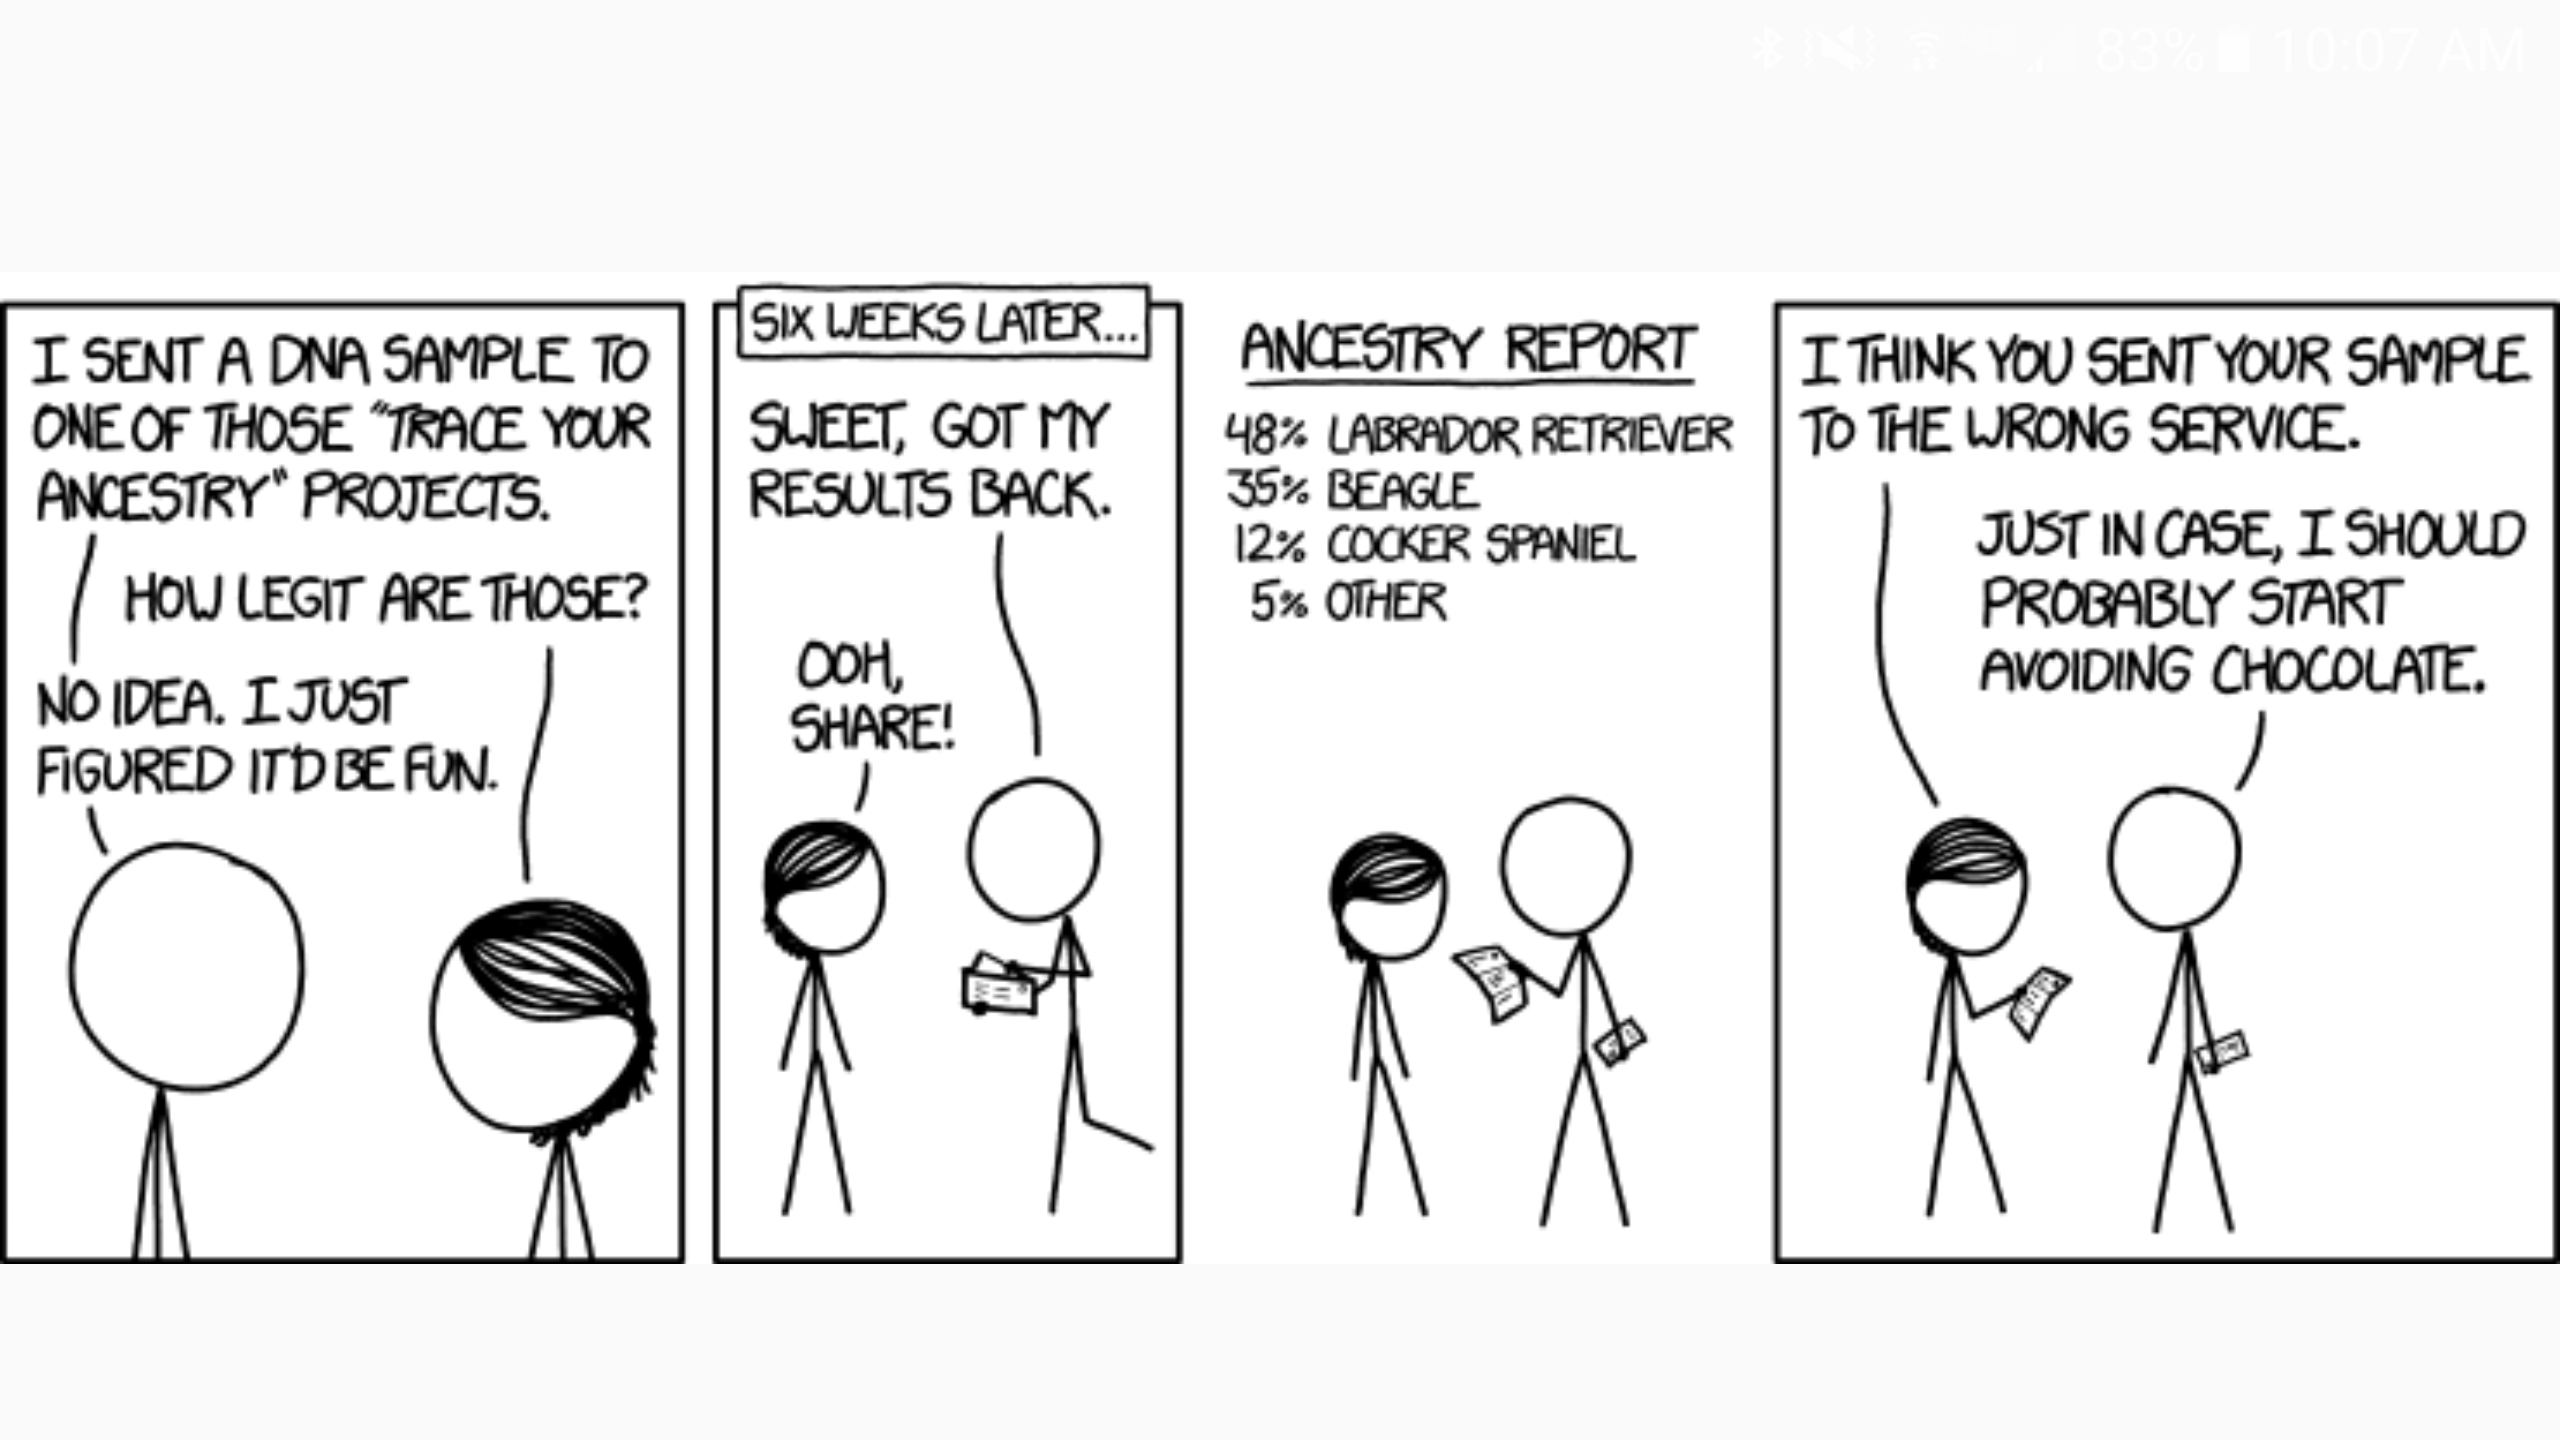 83% 10:07 AM
I SENT A DNA SAMPLE TO
ONE OF THOSE "TRACE YOUR
ANCESTRY" PROJECTS.
HOW LEGIT ARE THOSE?
NO IDEA. I JUST
FIGURED IT'D BE FUN.
SIX WEEKS LATER...
SWEET, GOT MY
RESULTS BACK.
OOH,
SHARE!
ANCESTRY REPORT
48% LABRADOR RETRIEVER
35% BEAGLE
12% COCKER SPANIEL
5% OTHER
I THINK YOU SENT YOUR SAMPLE
TO THE WRONG SERVICE.
JUST IN CASE, I SHOULD
PROBABLY START
AVOIDING CHOCOLATE.